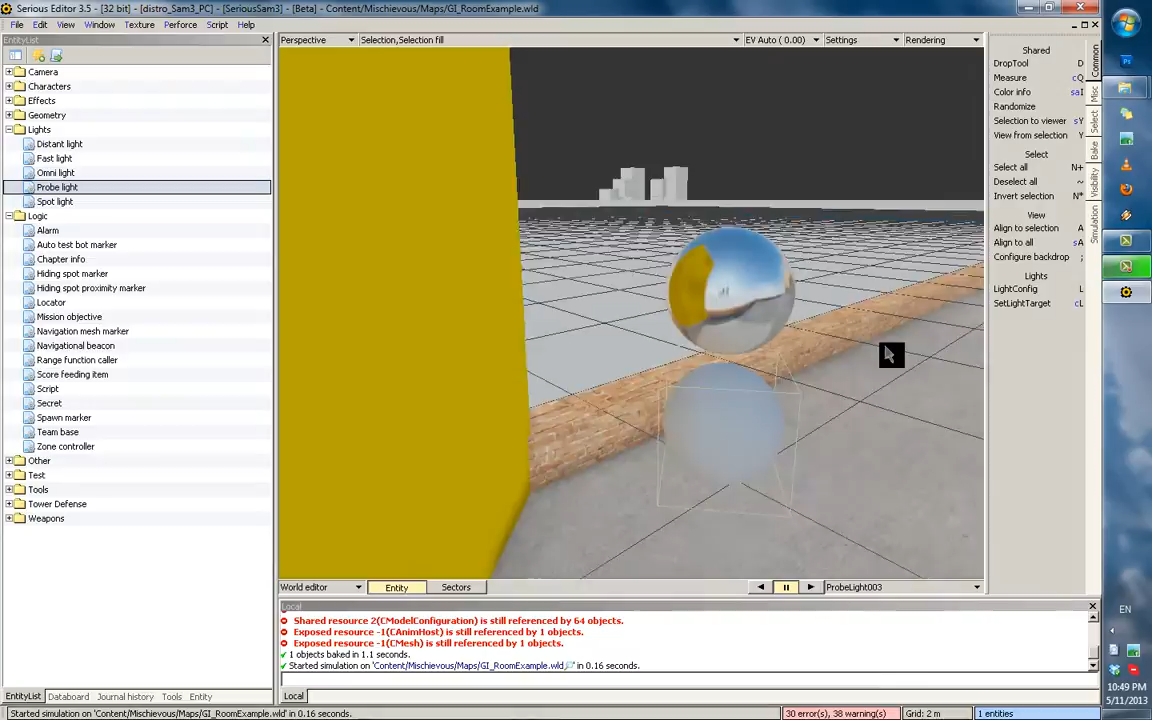 Serious Editor 3.5 - [32 bit] - (distro_Sam3_PC) - [SeriousSam3] - [Beta] - Content/Mischievous/Maps/GI_RoomExample.wld
File Edit View Window Texture Perforce Script Help
EntityList
Perspective
Selection,Selection fill
EV Auto ( 0.00)
Settings
Rendering
Camera
Characters
Effects
Geometry
Lights
Distant light
Fast light
Omni light
Probe light
Spot light
Logic
Alarm
Auto test bot marker
Chapter info
Hiding spot marker
Hiding spot proximity marker
Locator
Mission objective
Navigation mesh marker
Navigational beacon
Range function caller
Score feeding item
Script
Secret
Spawn marker
Team base
Zone controller
Other
Test
Tools
Tower Defense
Weapons
Shared
DropTool D
Measure cQ
Color info saI
Randomize
Selection to viewer sY
View from selection Y
Select
Select all N+
Deselect all ~
Invert selection N*
View
Align to selection A
Align to all sA
Configure backdrop ;
Lights
LightConfig L
SetLightTarget cL
Common
Misc
Select
Bake
Visibility
Simulation
World editor
Entity
Sectors
ProbeLight003
Local
Shared resource 2(CModelConfiguration) is still referenced by 64 objects.
Exposed resource -1(CAnimHost) is still referenced by 1 objects.
Exposed resource -1(CMesh) is still referenced by 1 objects.
1 objects baked in 1.1 seconds.
Started simulation on 'Content/Mischievous/Maps/GI_RoomExample.wld' in 0.16 seconds.
Local
EntityList Databoard Journal history Tools Entity
Started simulation on 'Content/Mischievous/Maps/GI_RoomExample.wld' in 0.16 seconds.
30 error(s), 38 warning(s)
Grid: 2 m
1 entities
EN
10:49 PM
5/11/2013